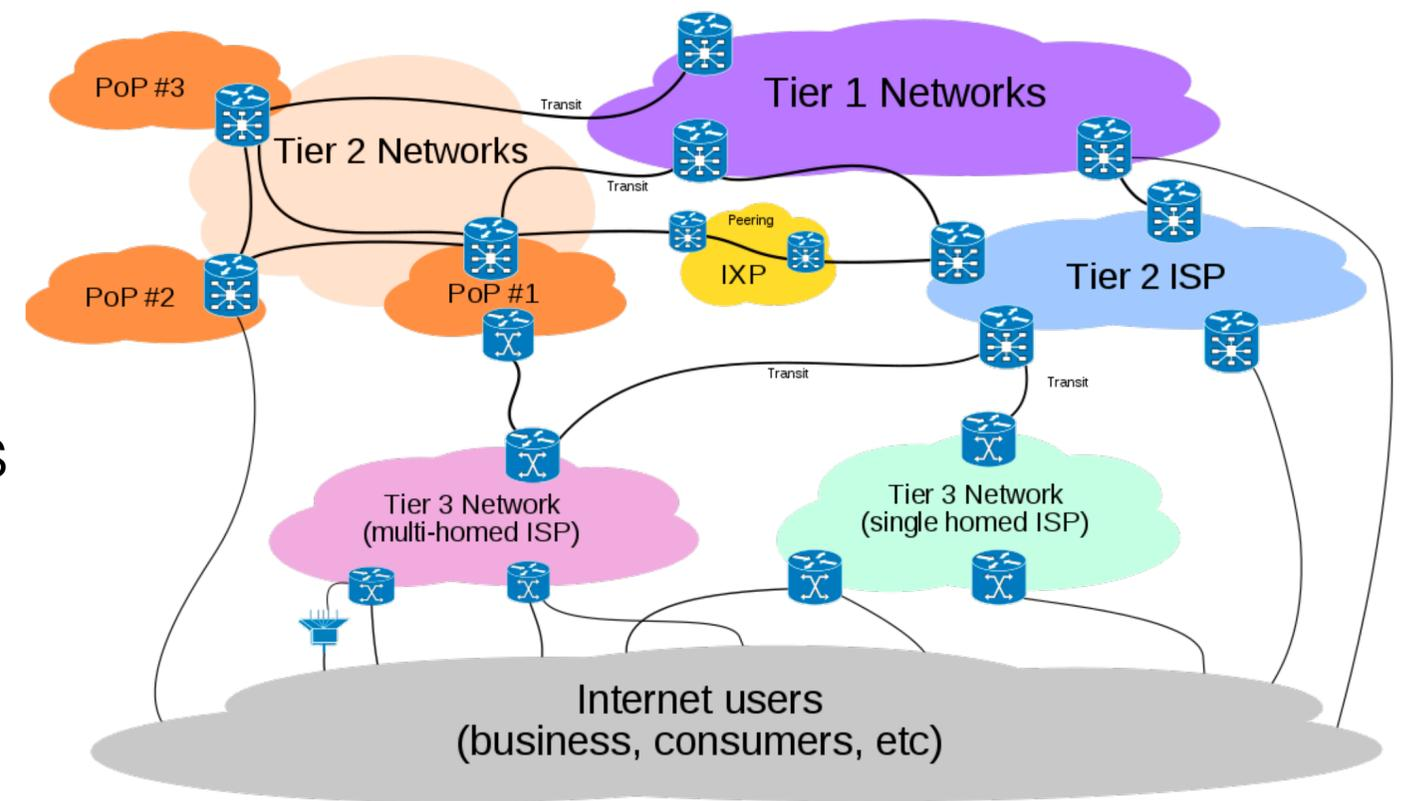 PoP #3
Transit
Tier 1 Networks
Tier 2 Networks
Transit
Peering
IXP
PoP #2
PoP #1
Tier 2 ISP
Transit
Transit
s
Tier 3 Network
(multi-homed ISP)
Tier 3 Network
(single homed ISP)
Internet users
(business, consumers, etc)